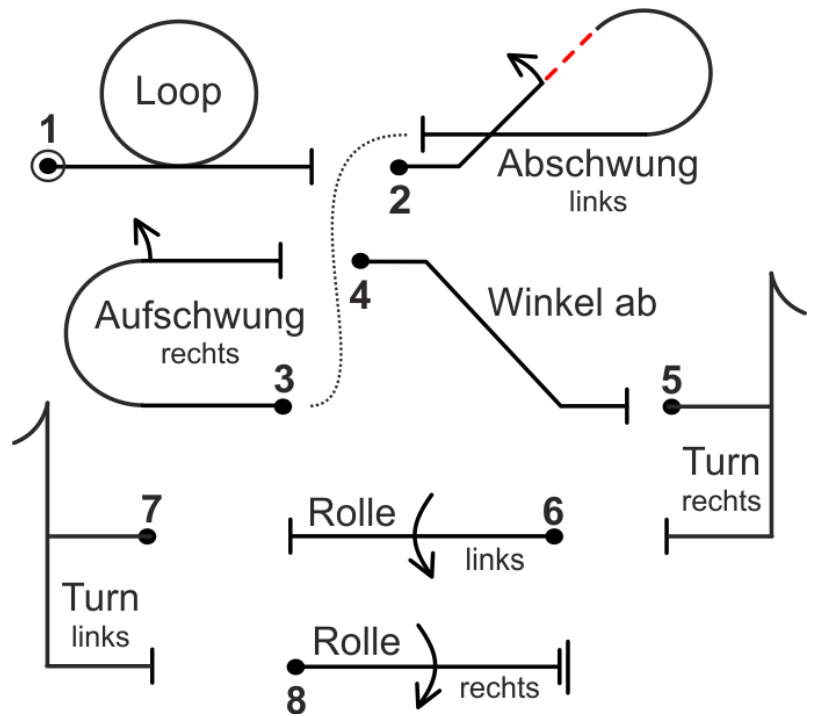 1
Loop
2
Abschwung
links
3
Aufschwung
rechts
4
Winkel ab
5
Turn
rechts
6
Rolle
links
7
Turn
links
8
Rolle
rechts